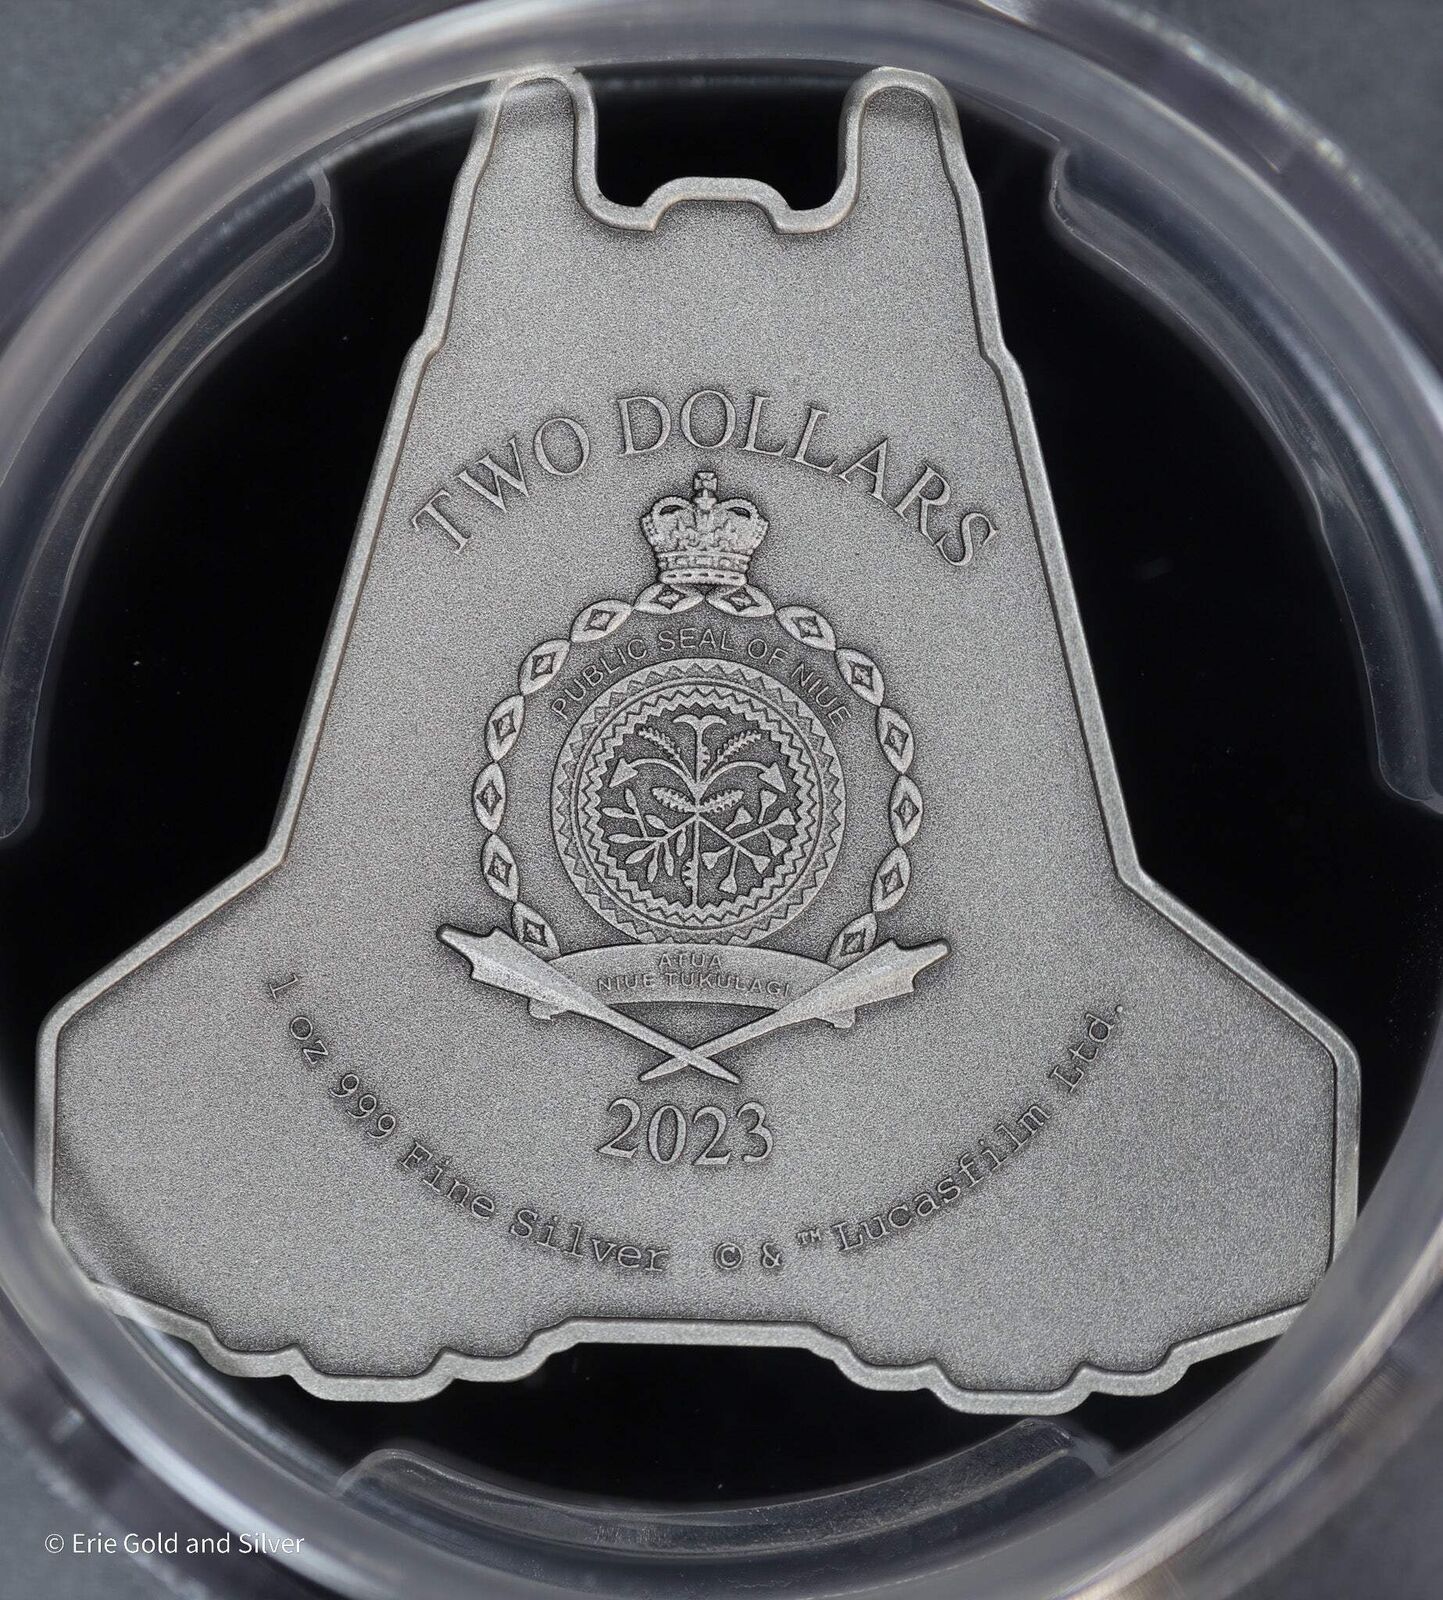 TWO DOLLARS
PUBLIC SEAL OF NIUE
ATUA
NIUE TUKULAGI
2023
1 oz 999 Fine Silver © & ™ Lucasfilm Ltd.
© Erie Gold and Silver